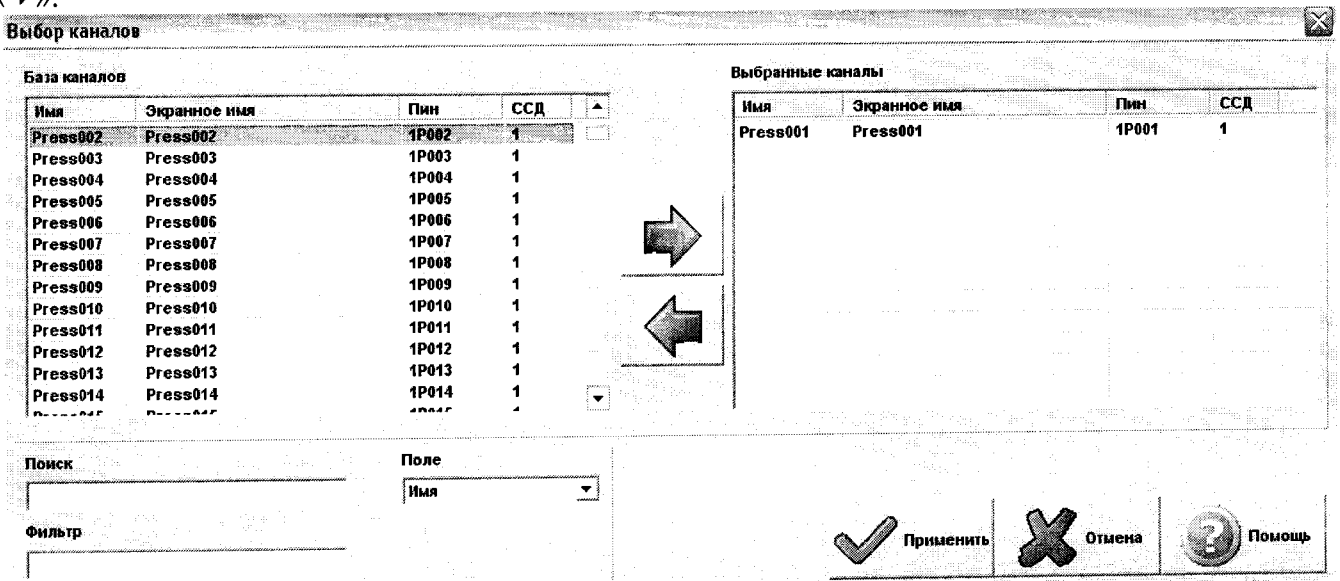 Выбор каналов
База каналов
Имя Экранное имя Пин ССД
Press002 Press002 1P002 1
Press003 Press003 1P003 1
Press004 Press004 1P004 1
Press005 Press005 1P005 1
Press006 Press006 1P006 1
Press007 Press007 1P007 1
Press008 Press008 1P008 1
Press009 Press009 1P009 1
Press010 Press010 1P010 1
Press011 Press011 1P011 1
Press012 Press012 1P012 1
Press013 Press013 1P013 1
Press014 Press014 1P014 1
Выбранные каналы
Имя Экранное имя Пин ССД
Press001 Press001 1P001 1
Поиск
Поле
Имя
Фильтр
Применить
Отмена
Помощь